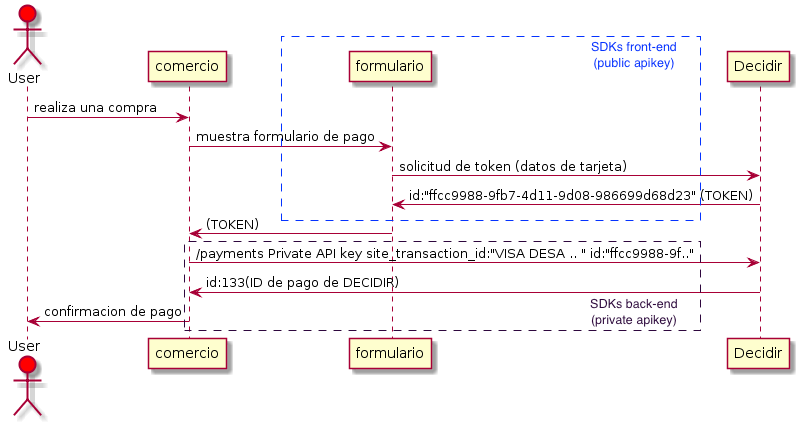 SDKs front-end
(public apikey)
User
comercio
formulario
Decidir
realiza una compra
muestra formulario de pago
solicitud de token (datos de tarjeta)
id:"ffcc9988-9fb7-4d11-9d08-986699d68d23" (TOKEN)
(TOKEN)
/payments Private API key site_transaction_id:"VISA DESA .. " id:"ffcc9988-9f.."
id:133(ID de pago de DECIDIR)
SDKs back-end
(private apikey)
confirmacion de pago
User
comercio
formulario
Decidir